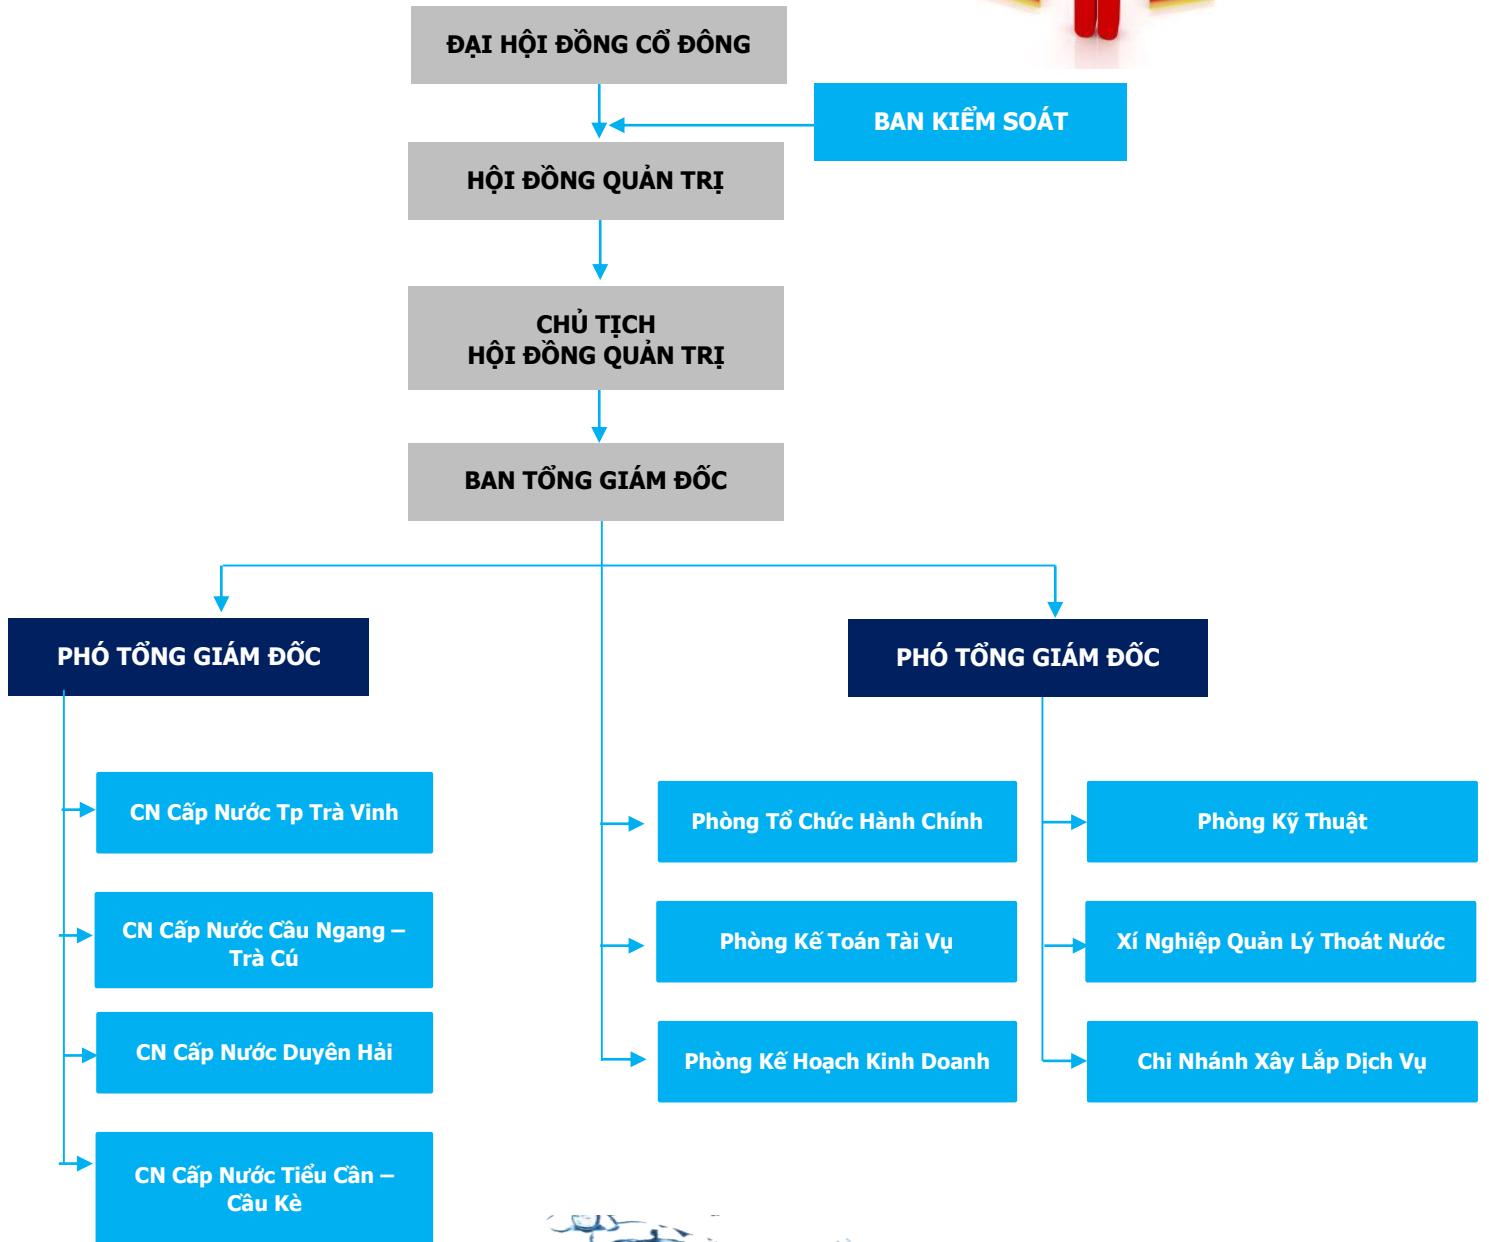 ĐẠI HỘI ĐỒNG CỔ ĐÔNG
BAN KIỂM SOÁT
HỘI ĐỒNG QUẢN TRỊ
CHỦ TỊCH
HỘI ĐỒNG QUẢN TRỊ
BAN TỔNG GIÁM ĐỐC
PHÓ TỔNG GIÁM ĐỐC
PHÓ TỔNG GIÁM ĐỐC
CN Cấp Nước Tp Trà Vinh
CN Cấp Nước Cầu Ngang –
Trà Cú
CN Cấp Nước Duyên Hải
CN Cấp Nước Tiểu Cần –
Cầu Kè
Phòng Tổ Chức Hành Chính
Phòng Kế Toán Tài Vụ
Phòng Kế Hoạch Kinh Doanh
Phòng Kỹ Thuật
Xí Nghiệp Quản Lý Thoát Nước
Chi Nhánh Xây Lắp Dịch Vụ